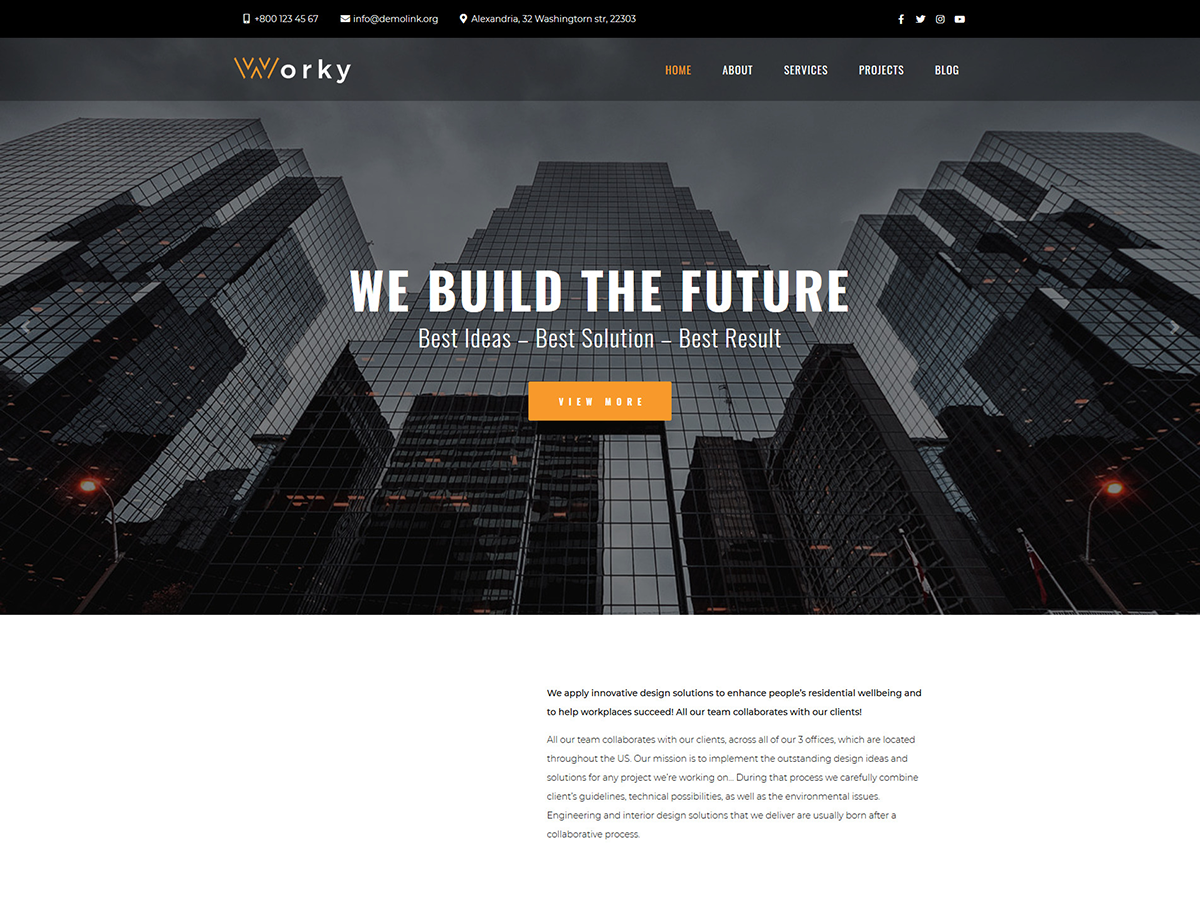 +800 123 45 67 info@demolink.org Alexandria, 32 Washingtorn str, 22303
Worky
HOME ABOUT SERVICES PROJECTS BLOG
WE BUILD THE FUTURE
Best Ideas – Best Solution – Best Result
VIEW MORE
We apply innovative design solutions to enhance people's residential wellbeing and
to help workplaces succeed! All our team collaborates with our clients!
All our team collaborates with our clients, across all of our 3 offices, which are located
throughout the US. Our mission is to implement the outstanding design ideas and
solutions for any project we're working on... During that process we carefully combine
client's guidelines, technical possibilities, as well as the environmental issues.
Engineering and interior design solutions that we deliver are usually born after a
collaborative process.